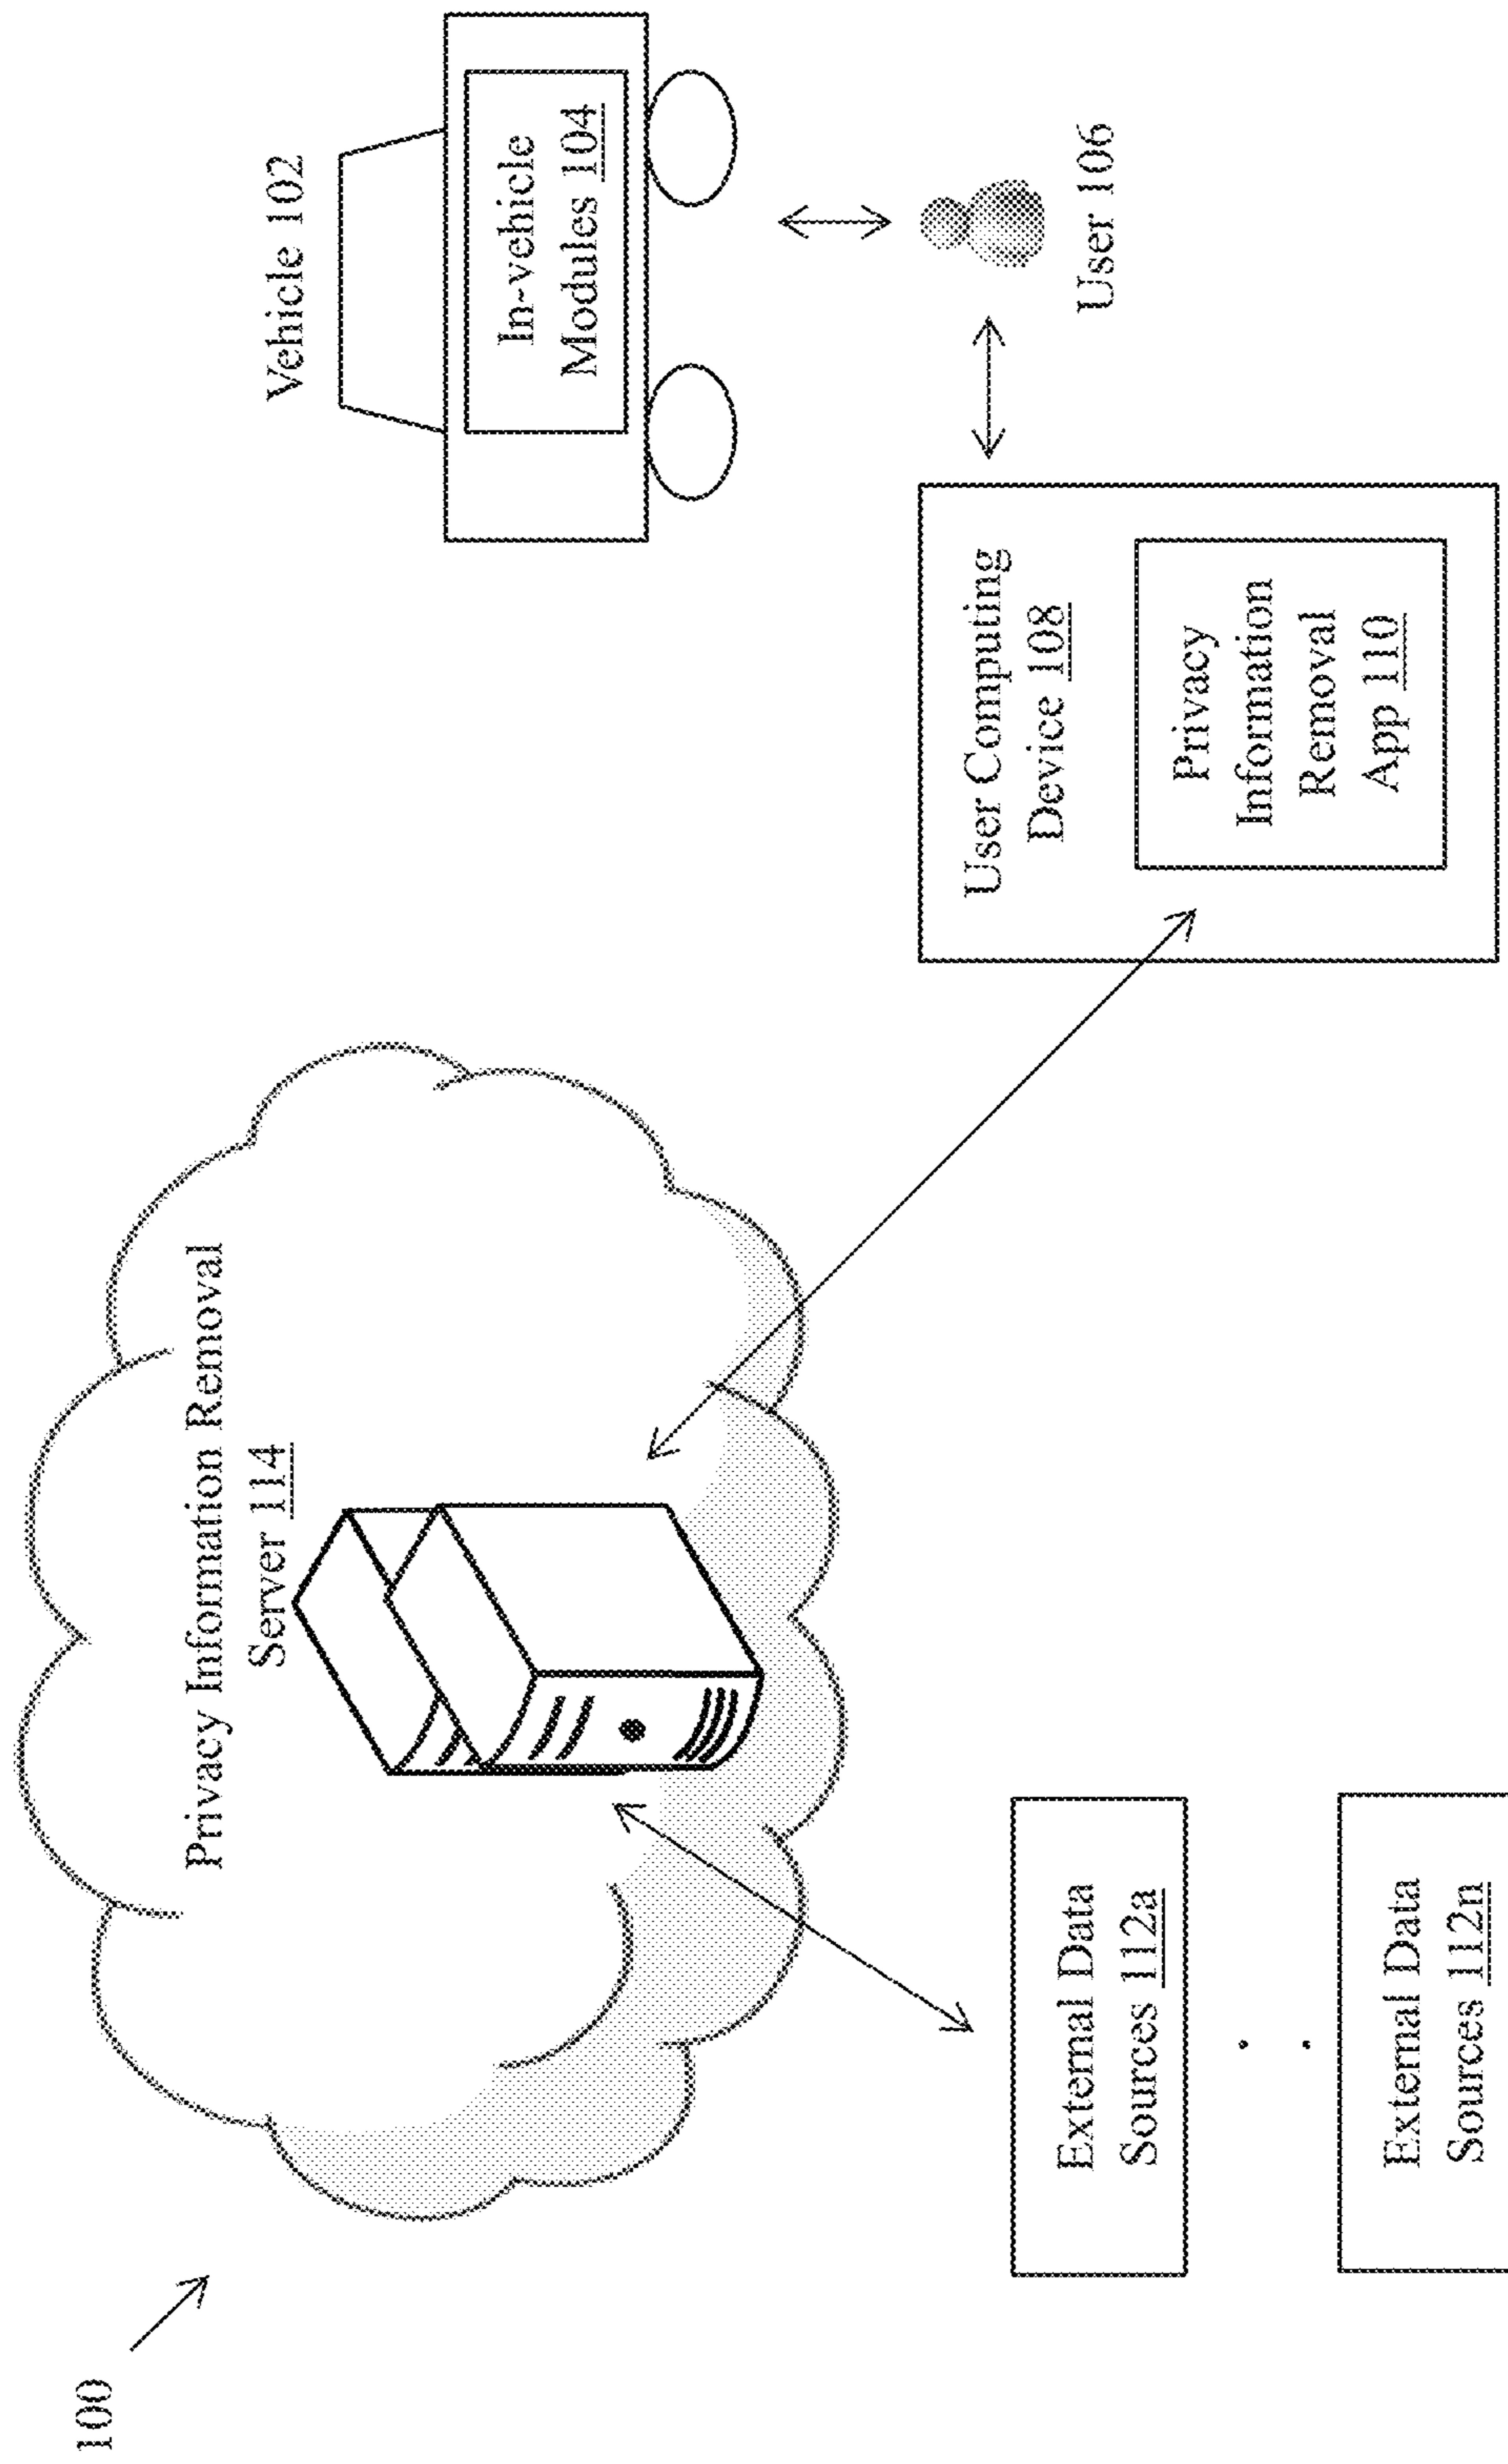 100
Privacy Information Removal
Server 114
Vehicle 102
In-vehicle
Modules 104
User 106
User Computing
Device 108
Privacy
Information
Removal
App 110
External Data
Sources 112a
.
.
External Data
Sources 112n